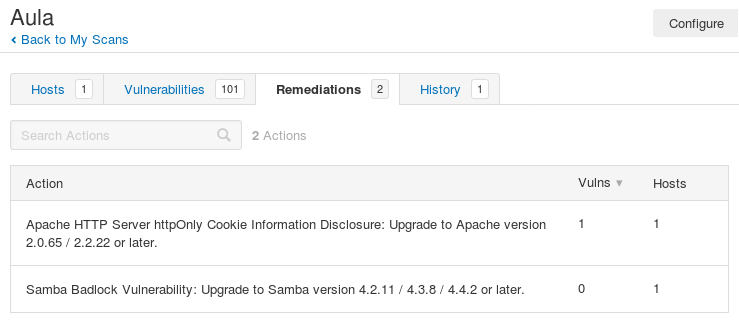 Aula
Back to My Scans
Configure
Hosts 1 Vulnerabilities 101 Remediations 2 History 1
Search Actions 2 Actions
Action Vulns ▼ Hosts
Apache HTTP Server httpOnly Cookie Information Disclosure: Upgrade to Apache version 1 1
2.0.65 / 2.2.22 or later.
Samba Badlock Vulnerability: Upgrade to Samba version 4.2.11 / 4.3.8 / 4.4.2 or later. 0 1